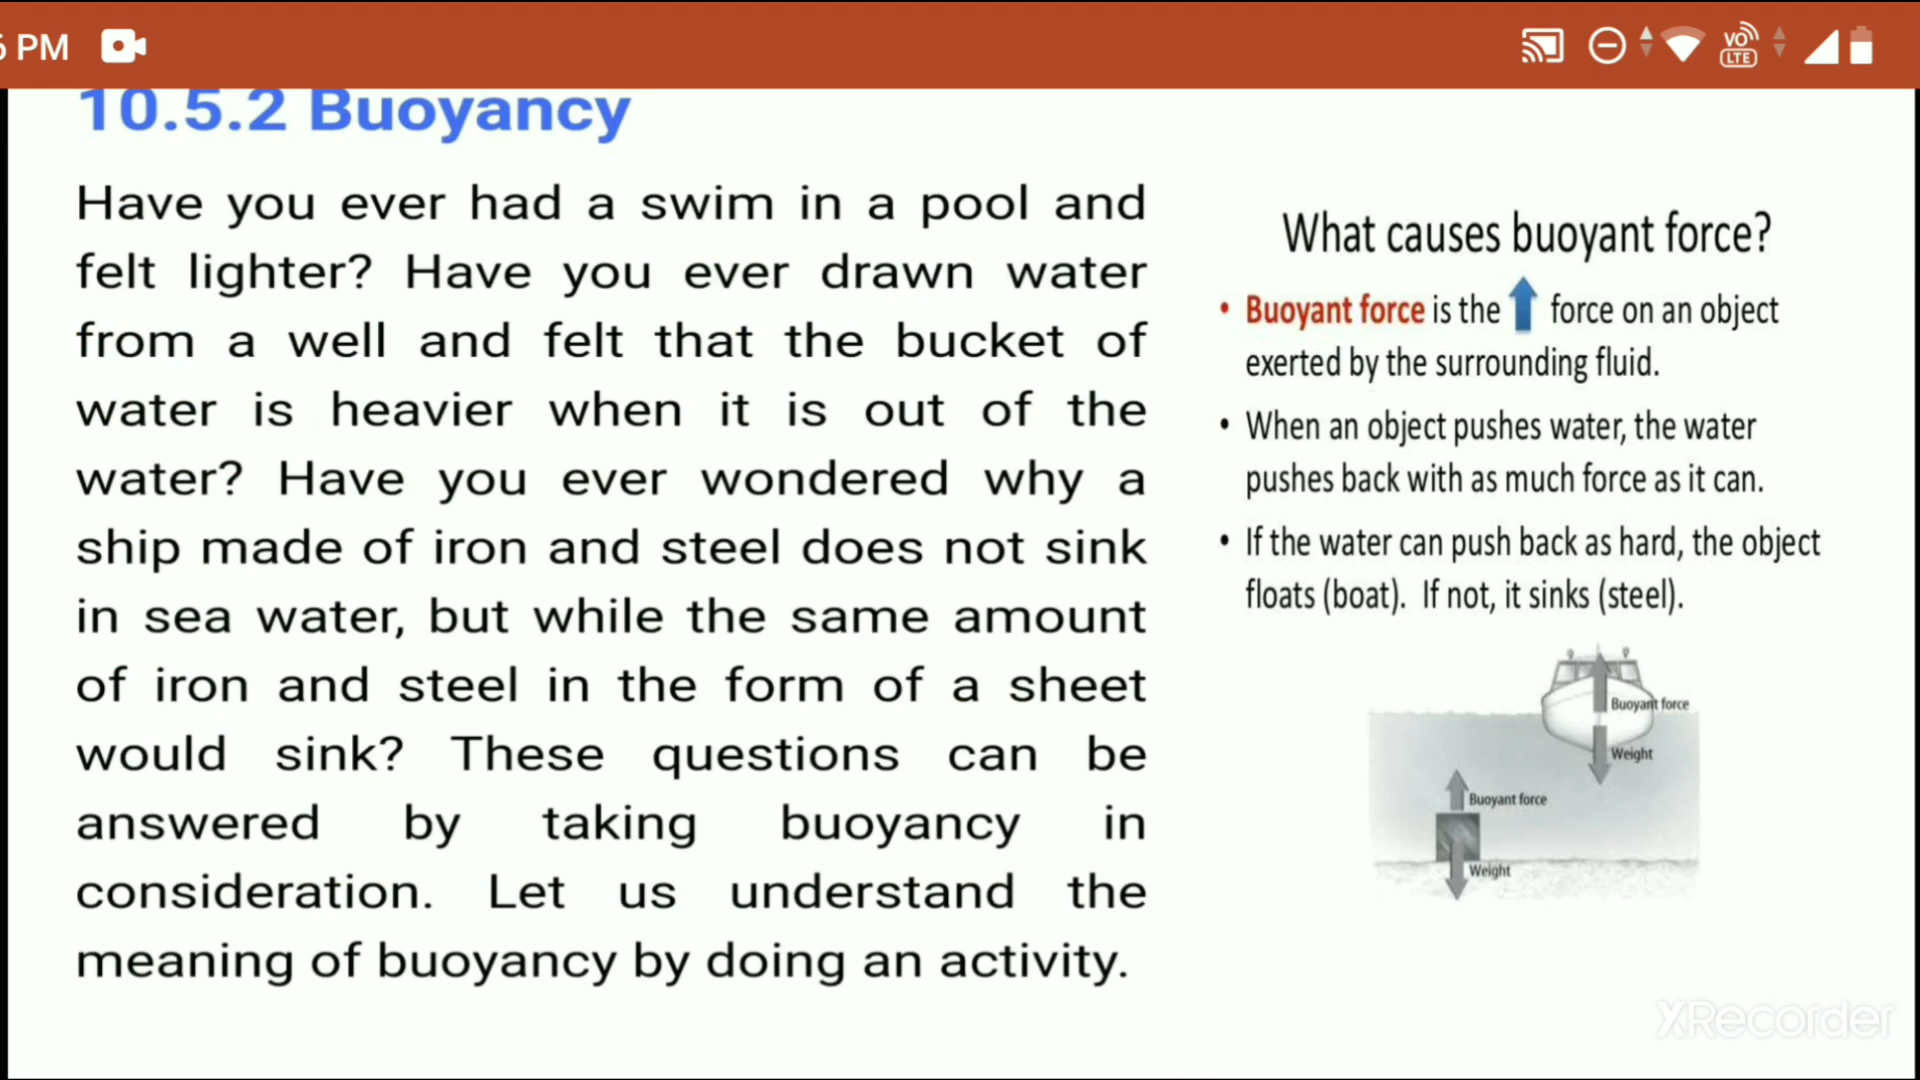 PM
VO
LTE
10.5.2 Buoyancy
Have you ever had a swim in a pool and
felt lighter? Have you ever drawn water
from a well and felt that the bucket of
water is heavier when it is out of the
water? Have you ever wondered why a
ship made of iron and steel does not sink
in sea water, but while the same amount
of iron and steel in the form of a sheet
would sink? These questions can be
answered by taking buoyancy in
consideration. Let us understand the
meaning of buoyancy by doing an activity.
What causes buoyant force?
• Buoyant force is the force on an object
exerted by the surrounding fluid.
• When an object pushes water, the water
pushes back with as much force as it can.
• If the water can push back as hard, the object
floats (boat). If not, it sinks (steel).
Buoyant force
Weight
Buoyant force
Weight
XRecorder